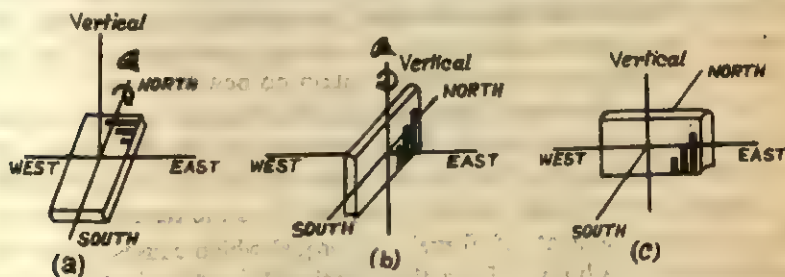 Vertical
NORTH
WEST
EAST
SOUTH
(a)
Vertical
NORTH
WEST
EAST
SOUTH
(b)
Vertical
NORTH
WEST
EAST
SOUTH
(c)